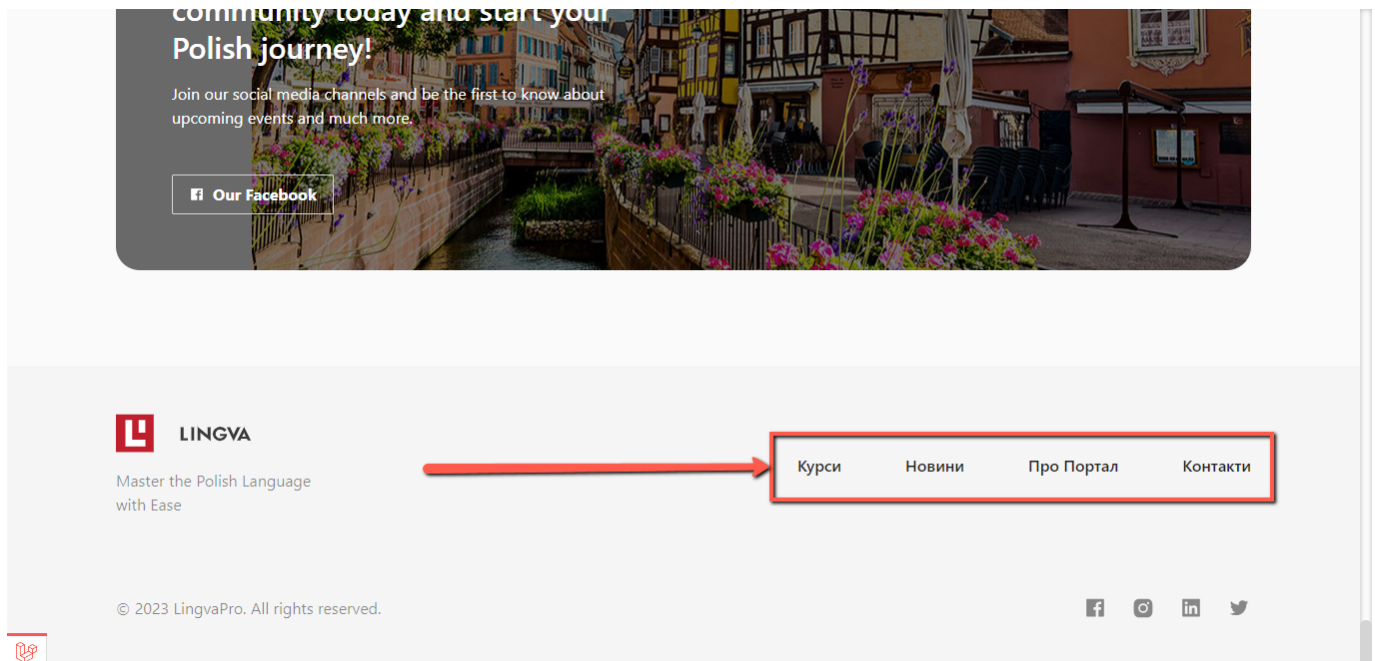 community today and start your
Polish journey!
Join our social media channels and be the first to know about
upcoming events and much more.
Our Facebook
LINGVA
Master the Polish Language
with Ease
Курси Новини Про Портал Контакти
© 2023 LingvaPro. All rights reserved.